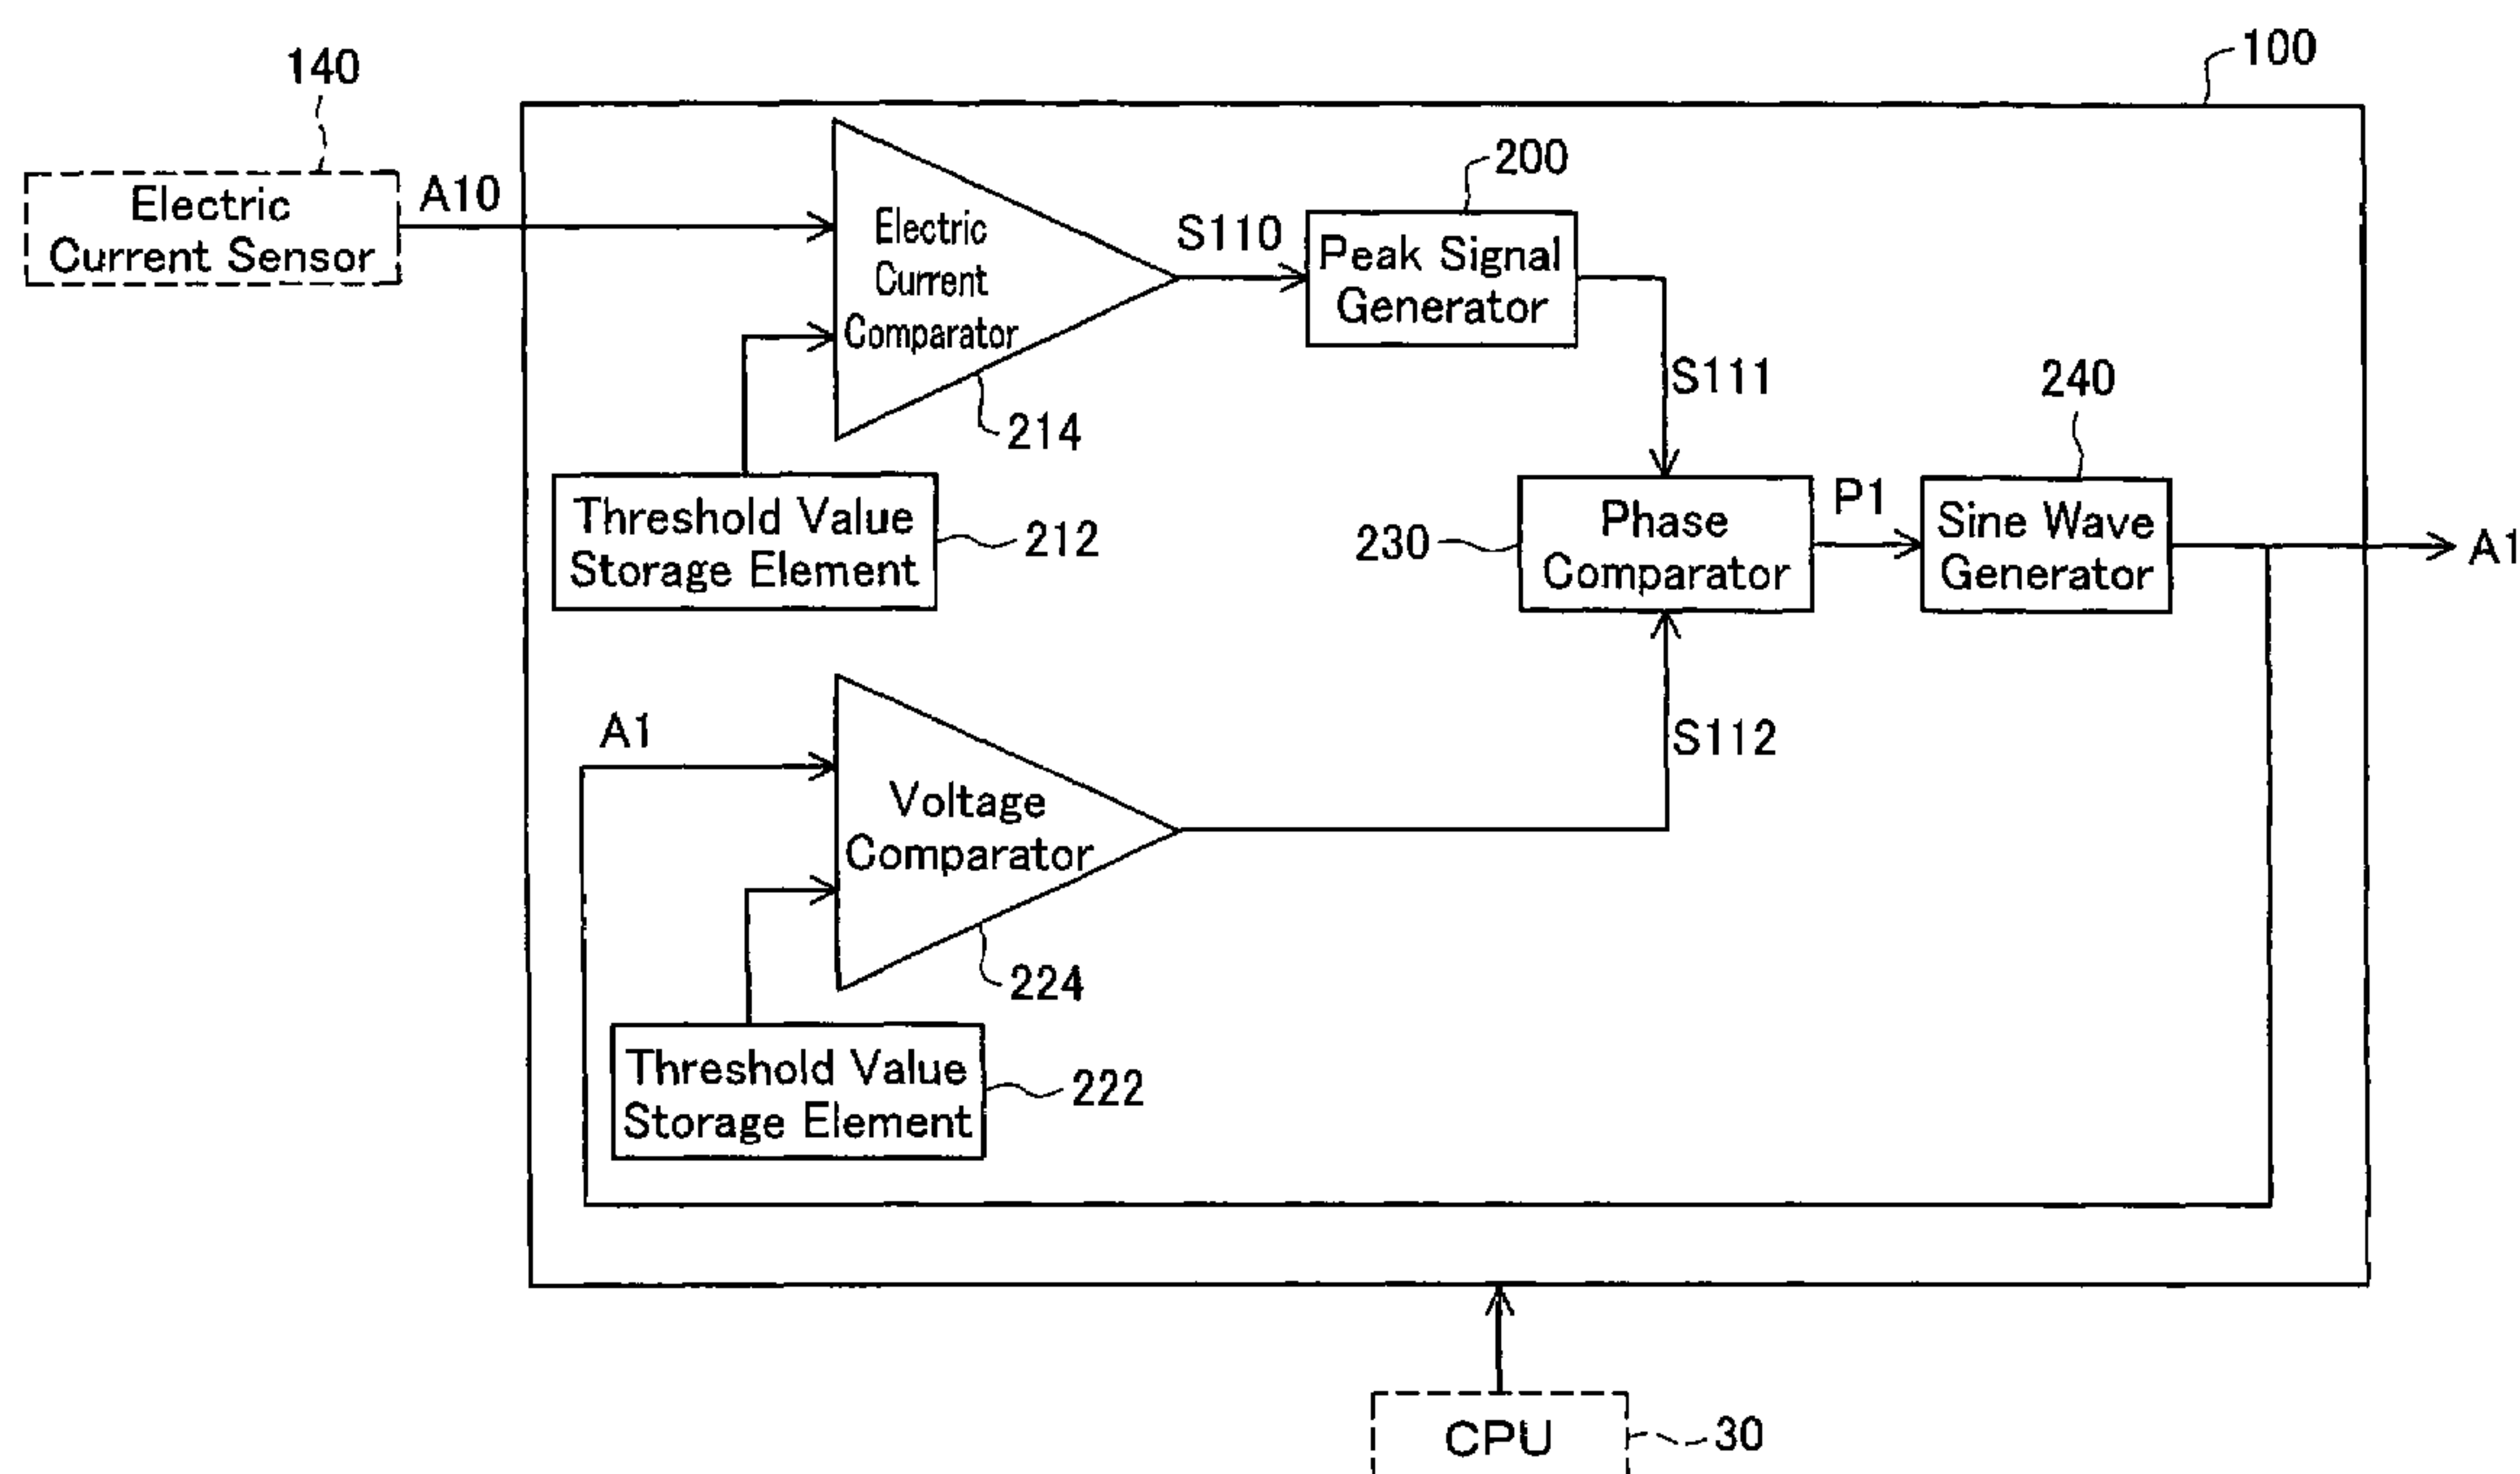 100
140
Electric
Current Sensor
A10
Electric
Current
Comparator
214
S110
200
Peak Signal
Generator
S111
240
Threshold Value
Storage Element
212
230
Phase
Comparator
P1
Sine Wave
Generator
A1
A1
Voltage
Comparator
224
S112
Threshold Value
Storage Element
222
CPU
30